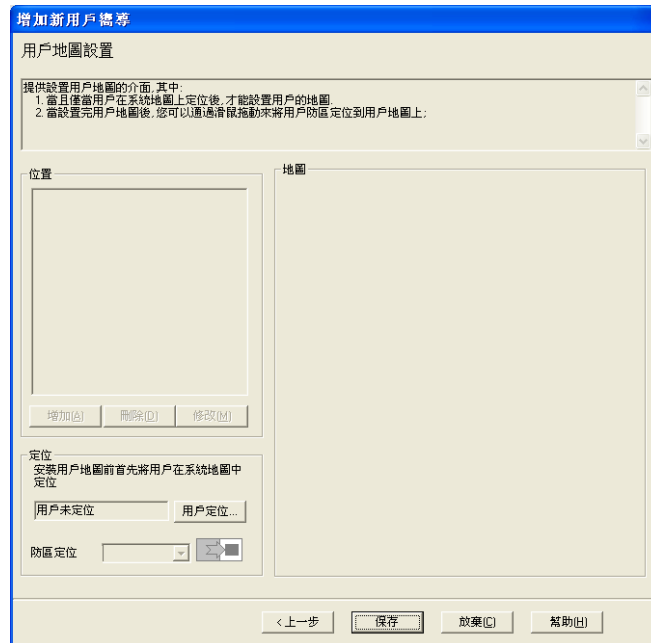 增加新用戶嚮導
用戶地圖設置
提供設置用戶地圖的介面,其中:
1. 當且僅當用戶在系統地圖上定位後,才能設置用戶的地圖.
2. 當設置完用戶地圖後,您可以通過滑鼠拖動來將用戶防區定位到用戶地圖上;
位置
地圖
增加(A)
刪除(D)
修改(M)
定位
安裝用戶地圖前首先將用戶在系統地圖中
定位
用戶未定位
用戶定位...
防區定位
<上一步
保存
放棄(C)
幫助(H)